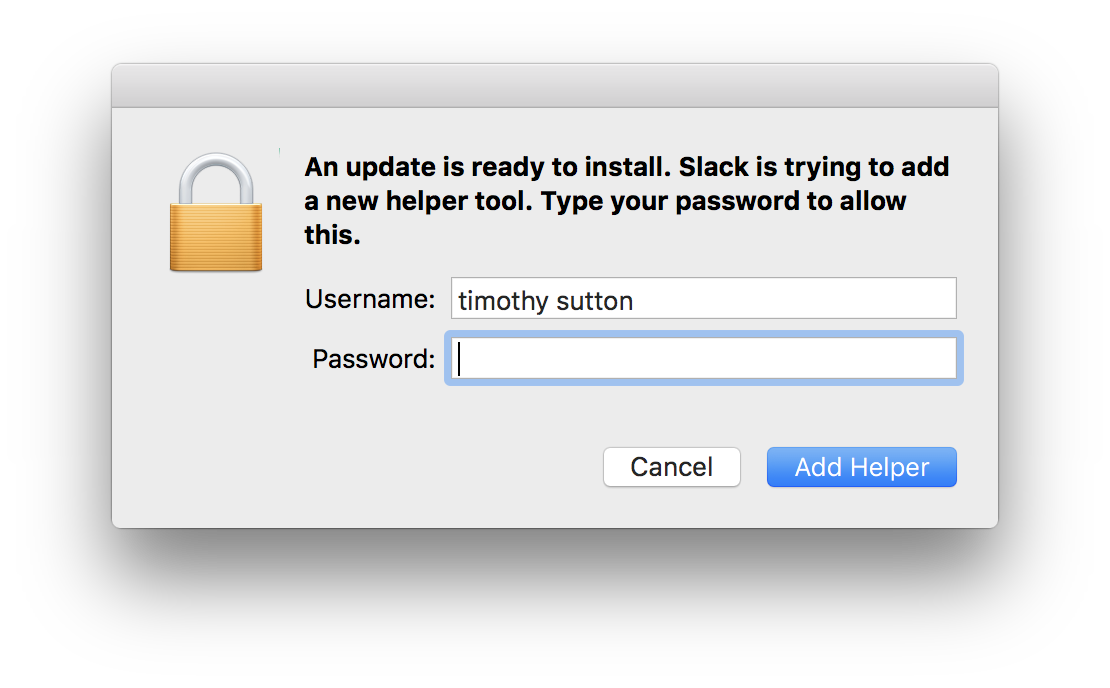 An update is ready to install. Slack is trying to add
a new helper tool. Type your password to allow
this.
Username: timothy sutton
Password:
Cancel Add Helper